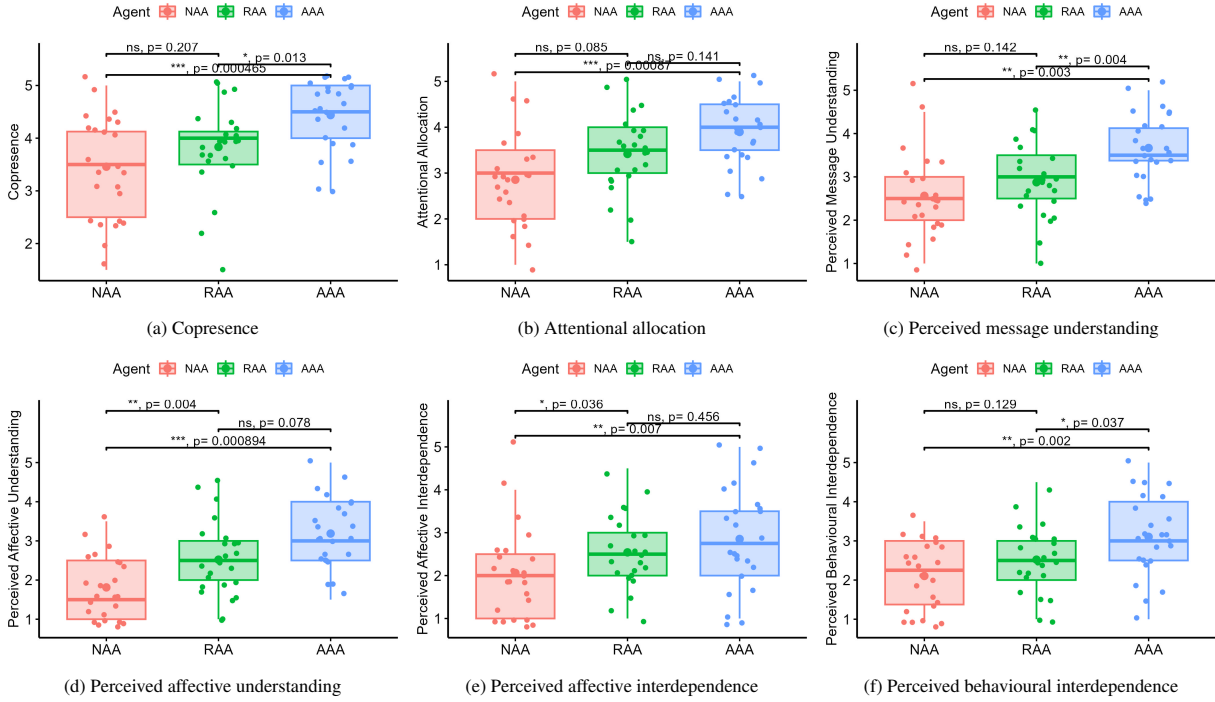 Agent NAA RAA AAA
ns, p= 0.207
*, p= 0.013
***, p= 0.000465
Copresence
5
4
3
2
NAA RAA AAA
(a) Copresence
Agent NAA RAA AAA
ns, p= 0.085
ns, p= 0.141
***, p= 0.00087
Attentional Allocation
5
4
3
2
1
NAA RAA AAA
(b) Attentional allocation
Agent NAA RAA AAA
ns, p= 0.142
**, p= 0.004
**, p= 0.003
Perceived Message Understanding
5
4
3
2
1
NAA RAA AAA
(c) Perceived message understanding
Agent NAA RAA AAA
**, p= 0.004
ns, p= 0.078
***, p= 0.000894
Perceived Affective Understanding
5
4
3
2
1
NAA RAA AAA
(d) Perceived affective understanding
Agent NAA RAA AAA
*, p= 0.036
ns, p= 0.456
**, p= 0.007
Perceived Affective Interdependence
5
4
3
2
1
NAA RAA AAA
(e) Perceived affective interdependence
Agent NAA RAA AAA
ns, p= 0.129
*, p= 0.037
**, p= 0.002
Perceived Behavioural Interdependence
5
4
3
2
1
NAA RAA AAA
(f) Perceived behavioural interdependence